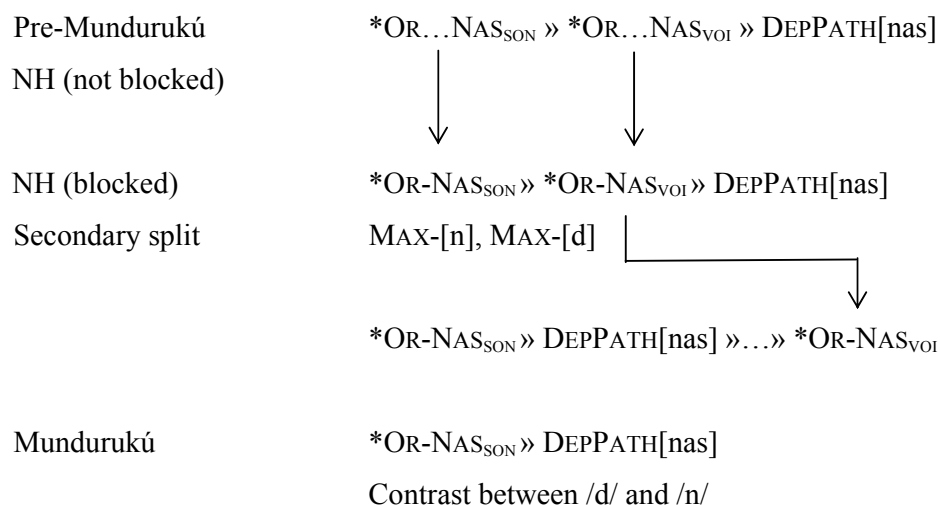 Pre-Mundurukú *OR…NASSON » *OR…NASVOI » DEPPATH[nas]
NH (not blocked)
NH (blocked) *OR-NASSON » *OR-NASVOI » DEPPATH[nas]
Secondary split MAX-[n], MAX-[d]
*OR-NASSON » DEPPATH[nas] »…» *OR-NASVOI
Mundurukú *OR-NASSON » DEPPATH[nas]
Contrast between /d/ and /n/